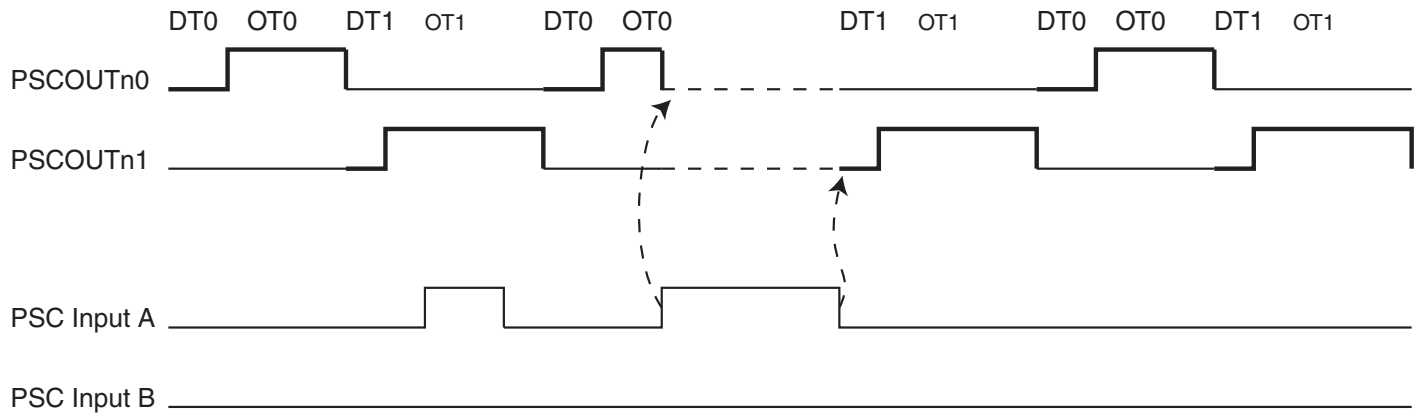 DT0 OT0 DT1 OT1 DT0 OT0 DT1 OT1 DT0 OT0 DT1 OT1
PSCOUTn0
PSCOUTn1
PSC Input A
PSC Input B